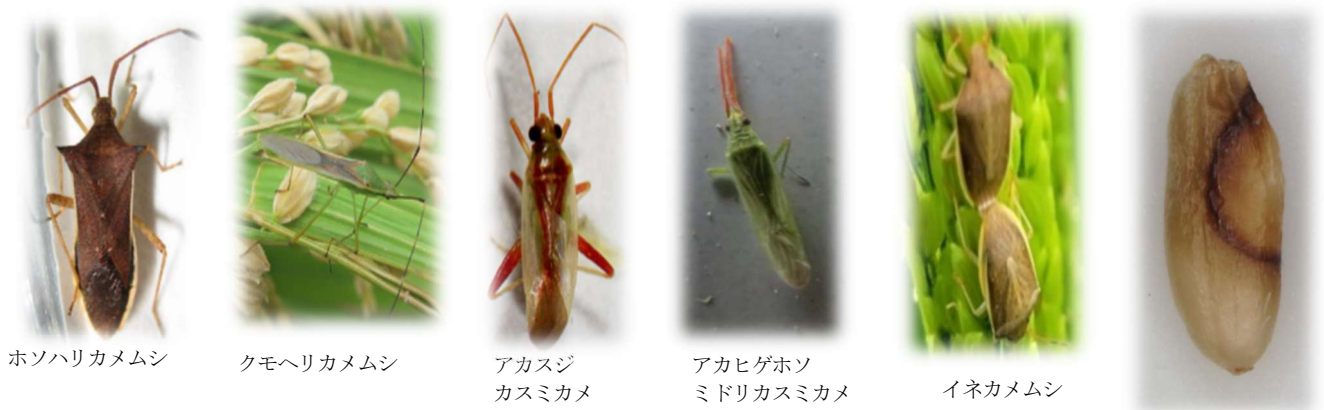 ホソハリカメムシ
クモヘリカメムシ
アカスジ
カスミカメ
アカヒゲホソ
ミドリカスミカメ
イネカメムシ